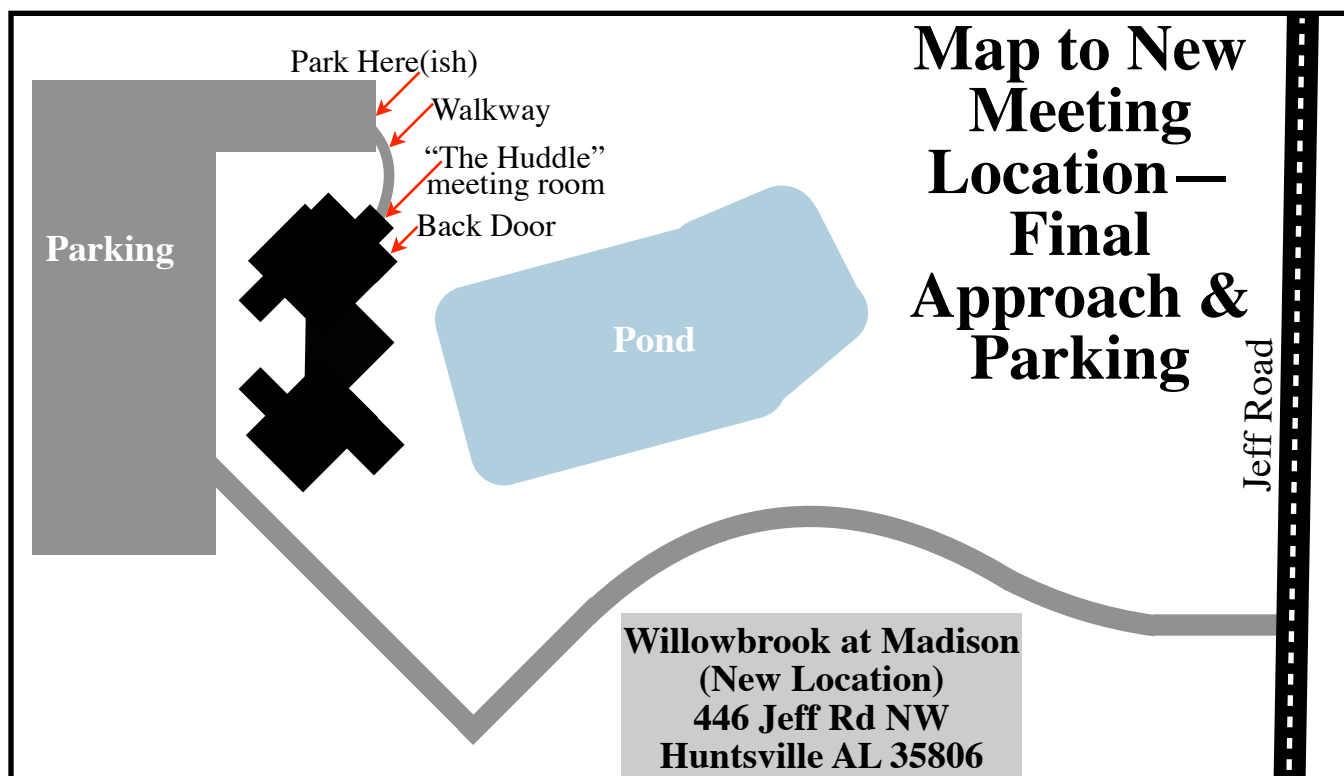 Map to New
Meeting
Location—
Final
Approach &
Parking
Park Here(ish)
Walkway
“The Huddle”
meeting room
Back Door
Parking
Pond
Jeff Road
Willowbrook at Madison
(New Location)
446 Jeff Rd NW
Huntsville AL 35806